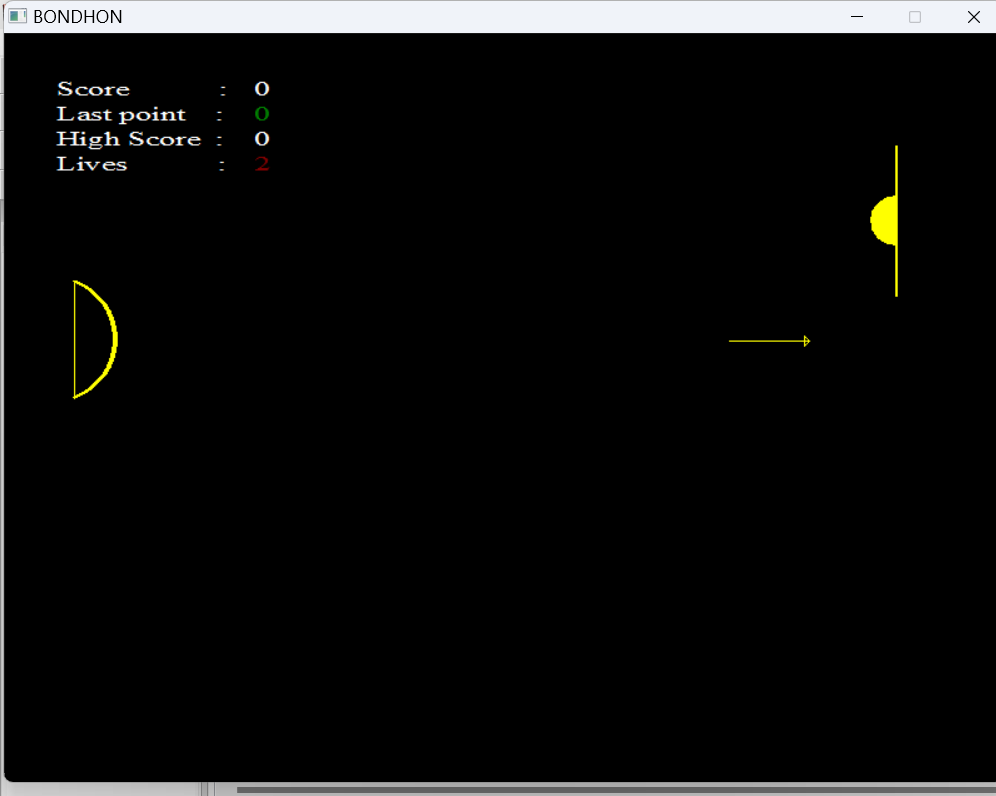 BONDHON
Score : 0
Last point : 0
High Score : 0
Lives : 2